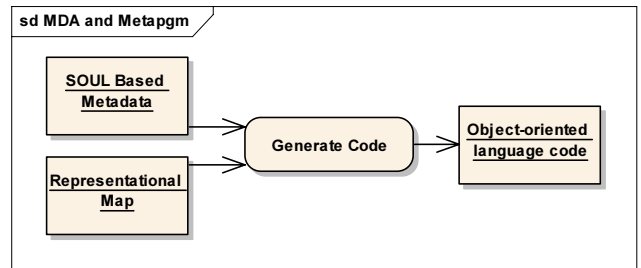 sd MDA and Metapgm
SOUL Based
Metadata
Representational
Map
Generate Code
Object-oriented
language code